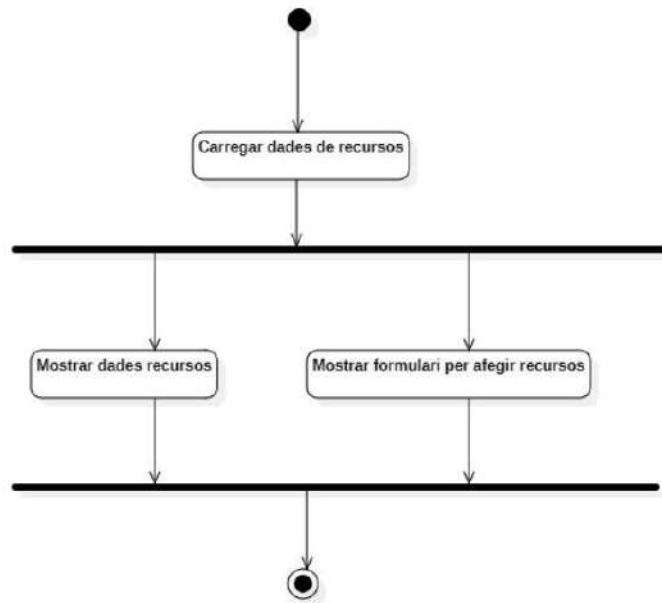 Carregar dades de recursos
Mostrar dades recursos
Mostrar formulari per afegir recursos